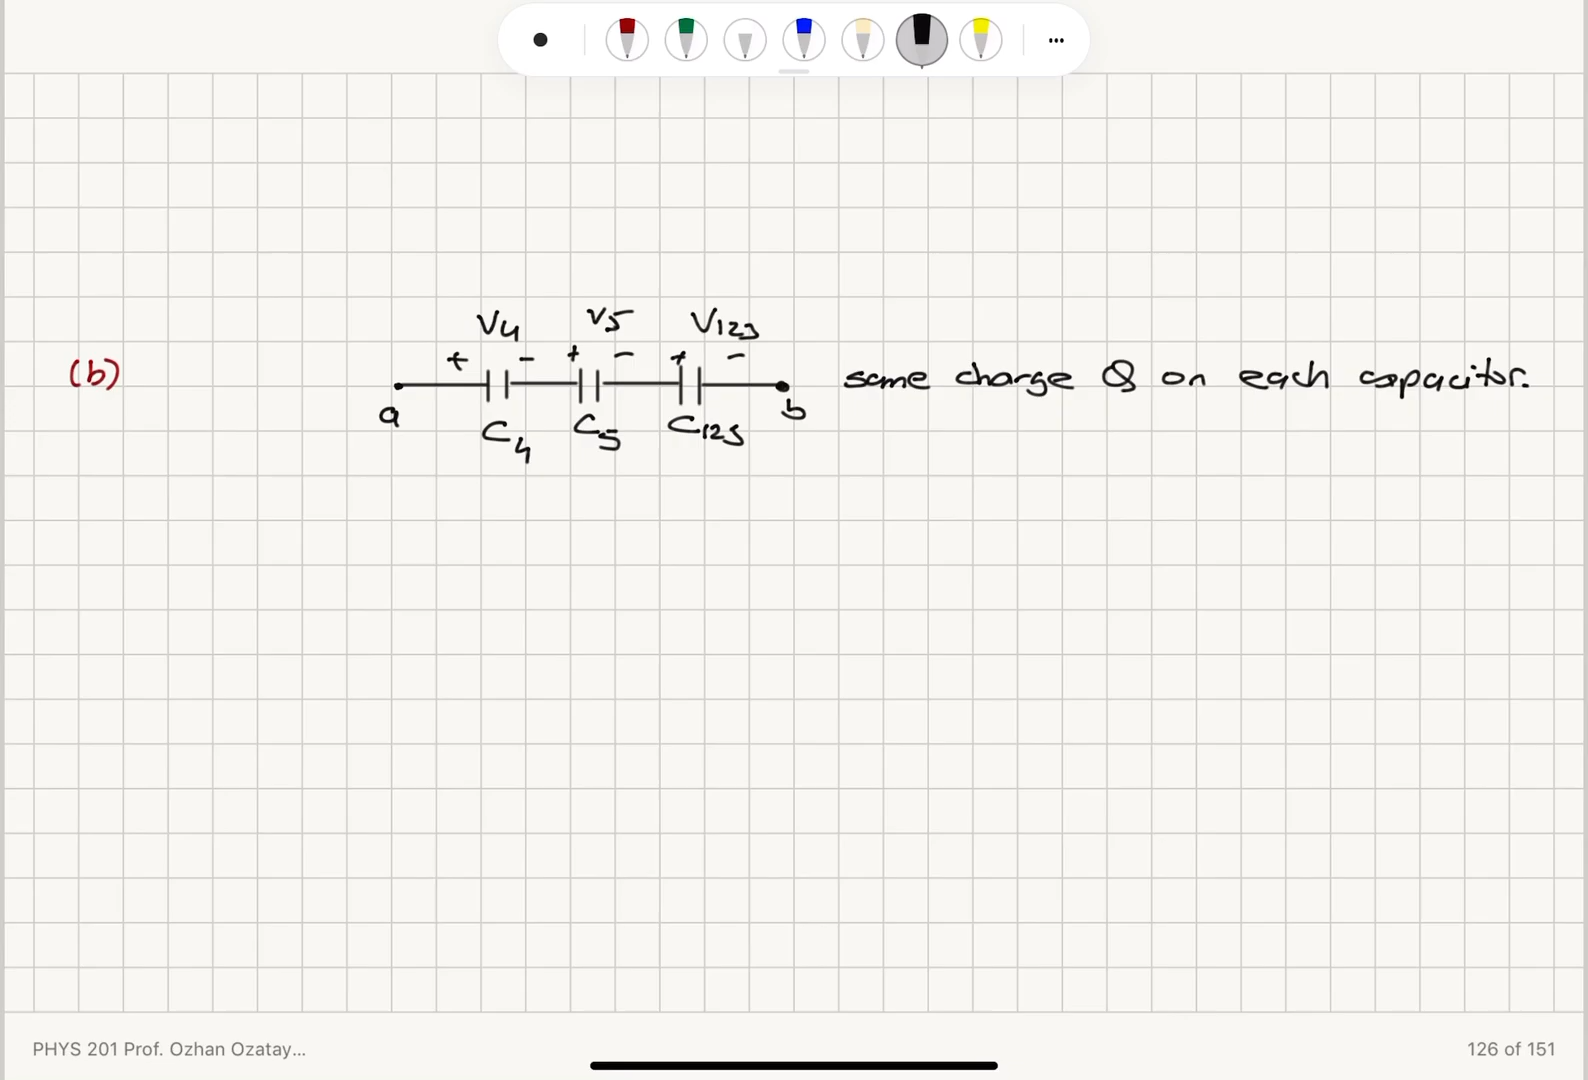 V4 V5 V123
+ - + - + -
(b) same charge Q on each capacitor.
a b
C4 C5 C123
PHYS 201 Prof. Ozhan Ozatay... 126 of 151